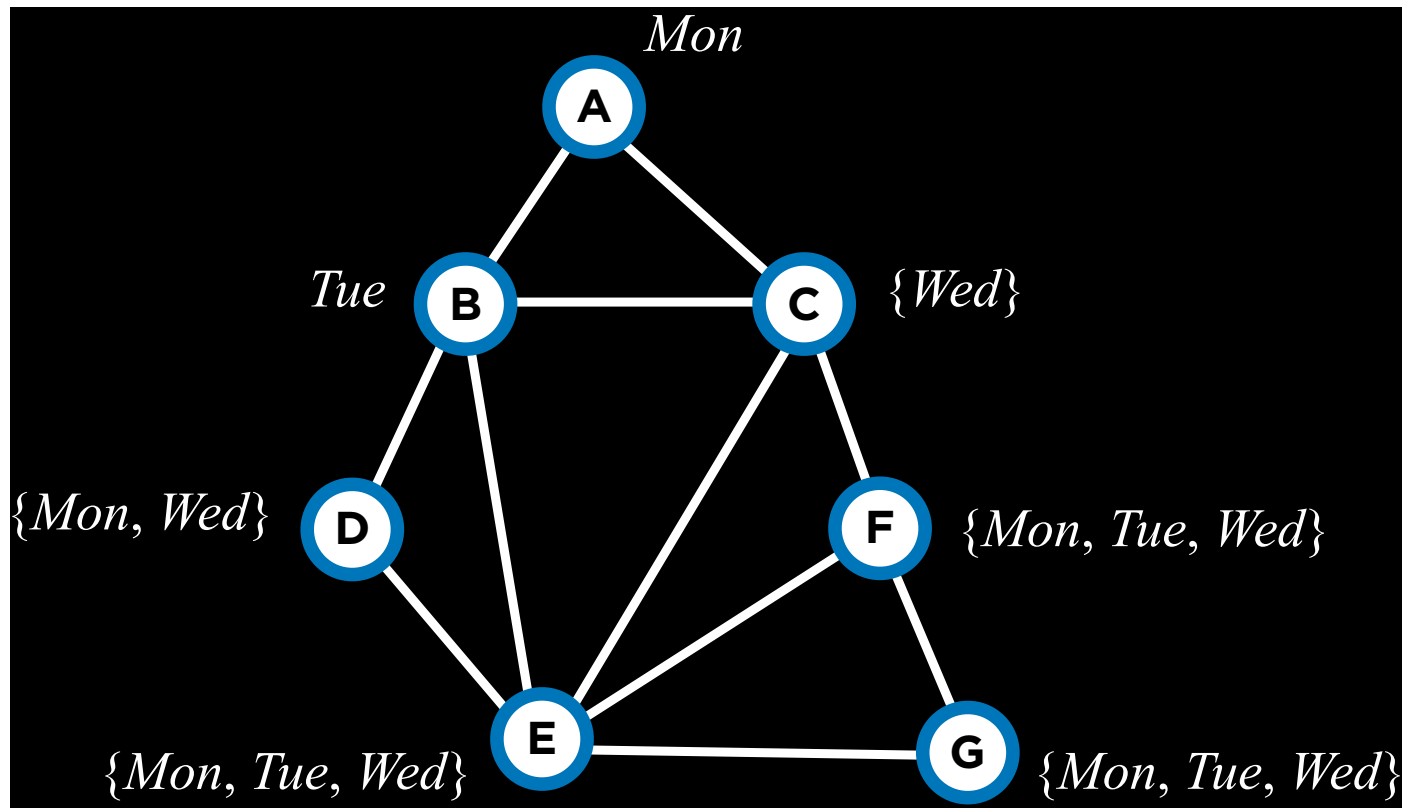 Mon
A
Tue
B
C
{Wed}
{Mon, Wed}
D
F
{Mon, Tue, Wed}
E
{Mon, Tue, Wed}
G
{Mon, Tue, Wed}